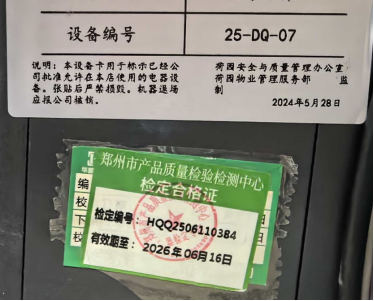 设备编号 25-DQ-07
说明：本设备卡用于标示已经公
司批准允许在本店使用的电器设
备。张贴后严禁损毁。机器退场
应报公司被核。
荷园安全与质量管理办公室
荷园物业管理服务部 监
制
2024年5月28日
郑州市产品质量检验检测中心
检定合格证
编
校
下
检定编号 HQQ2506110384
有效期至： 2026年06月16日